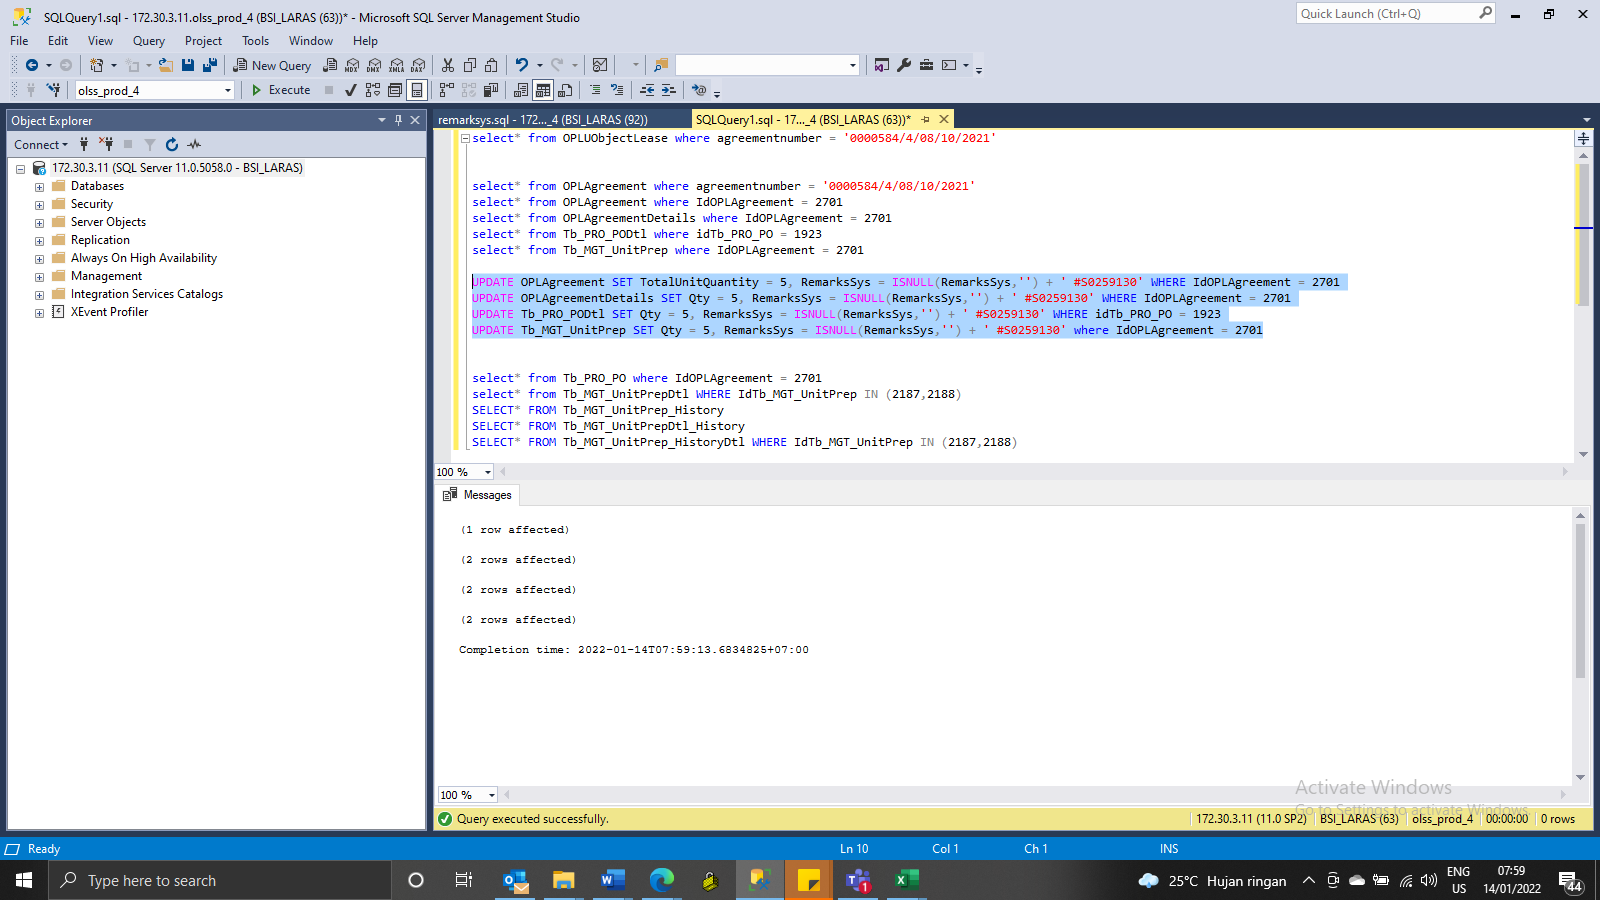 SQLQuery1.sql - 172.30.3.11.olss_prod_4 (BSI_LARAS (63))* - Microsoft SQL Server Management Studio
Quick Launch (Ctrl+Q)
File Edit View Query Project Tools Window Help
New Query
MDX DMX XMLA DAX
olss_prod_4
Execute
Object Explorer
Connect
172.30.3.11 (SQL Server 11.0.5058.0 - BSI_LARAS)
Databases
Security
Server Objects
Replication
Always On High Availability
Management
Integration Services Catalogs
XEvent Profiler
remarksys.sql - 172..._4 (BSI_LARAS (92))
SQLQuery1.sql - 17..._4 (BSI_LARAS (63))*
select* from OPLUOObjectLease where agreementnumber = '0000584/4/08/10/2021'
select* from OPLAgreement where agreementnumber = '0000584/4/08/10/2021'
select* from OPLAgreement where IdOPLAgreement = 2701
select* from OPLAgreementDetails where IdOPLAgreement = 2701
select* from Tb_PRO_PODtl where idTb_PRO_PO = 1923
select* from Tb_MGT_UnitPrep where IdOPLAgreement = 2701
UPDATE OPLAgreement SET TotalUnitQuantity = 5, RemarksSys = ISNULL(RemarksSys,'') + ' #S0259130' WHERE IdOPLAgreement = 2701
UPDATE OPLAgreementDetails SET Qty = 5, RemarksSys = ISNULL(RemarksSys,'') + ' #S0259130' WHERE IdOPLAgreement = 2701
UPDATE Tb_PRO_PODtl SET Qty = 5, RemarksSys = ISNULL(RemarksSys,'') + ' #S0259130' WHERE idTb_PRO_PO = 1923
UPDATE Tb_MGT_UnitPrep SET Qty = 5, RemarksSys = ISNULL(RemarksSys,'') + ' #S0259130' where IdOPLAgreement = 2701
select* from Tb_PRO_PO where IdOPLAgreement = 2701
select* from Tb_MGT_UnitPrepDtl WHERE IdTb_MGT_UnitPrep IN (2187,2188)
SELECT* FROM Tb_MGT_UnitPrep_History
SELECT* FROM Tb_MGT_UnitPrepDtl_History
SELECT* FROM Tb_MGT_UnitPrep_HistoryDtl WHERE IdTb_MGT_UnitPrep IN (2187,2188)
100 %
Messages
(1 row affected)
(2 rows affected)
(2 rows affected)
(2 rows affected)
Completion time: 2022-01-14T07:59:13.6834825+07:00
Activate Windows
Go to Settings to activate Windows.
100 %
Query executed successfully.
172.30.3.11 (11.0 SP2) BSI_LARAS (63) olss_prod_4 00:00:00 0 rows
Ready
Ln 10 Col 1 Ch 1 INS
Type here to search
1
25°C Hujan ringan
ENG
US
07:59
14/01/2022
44